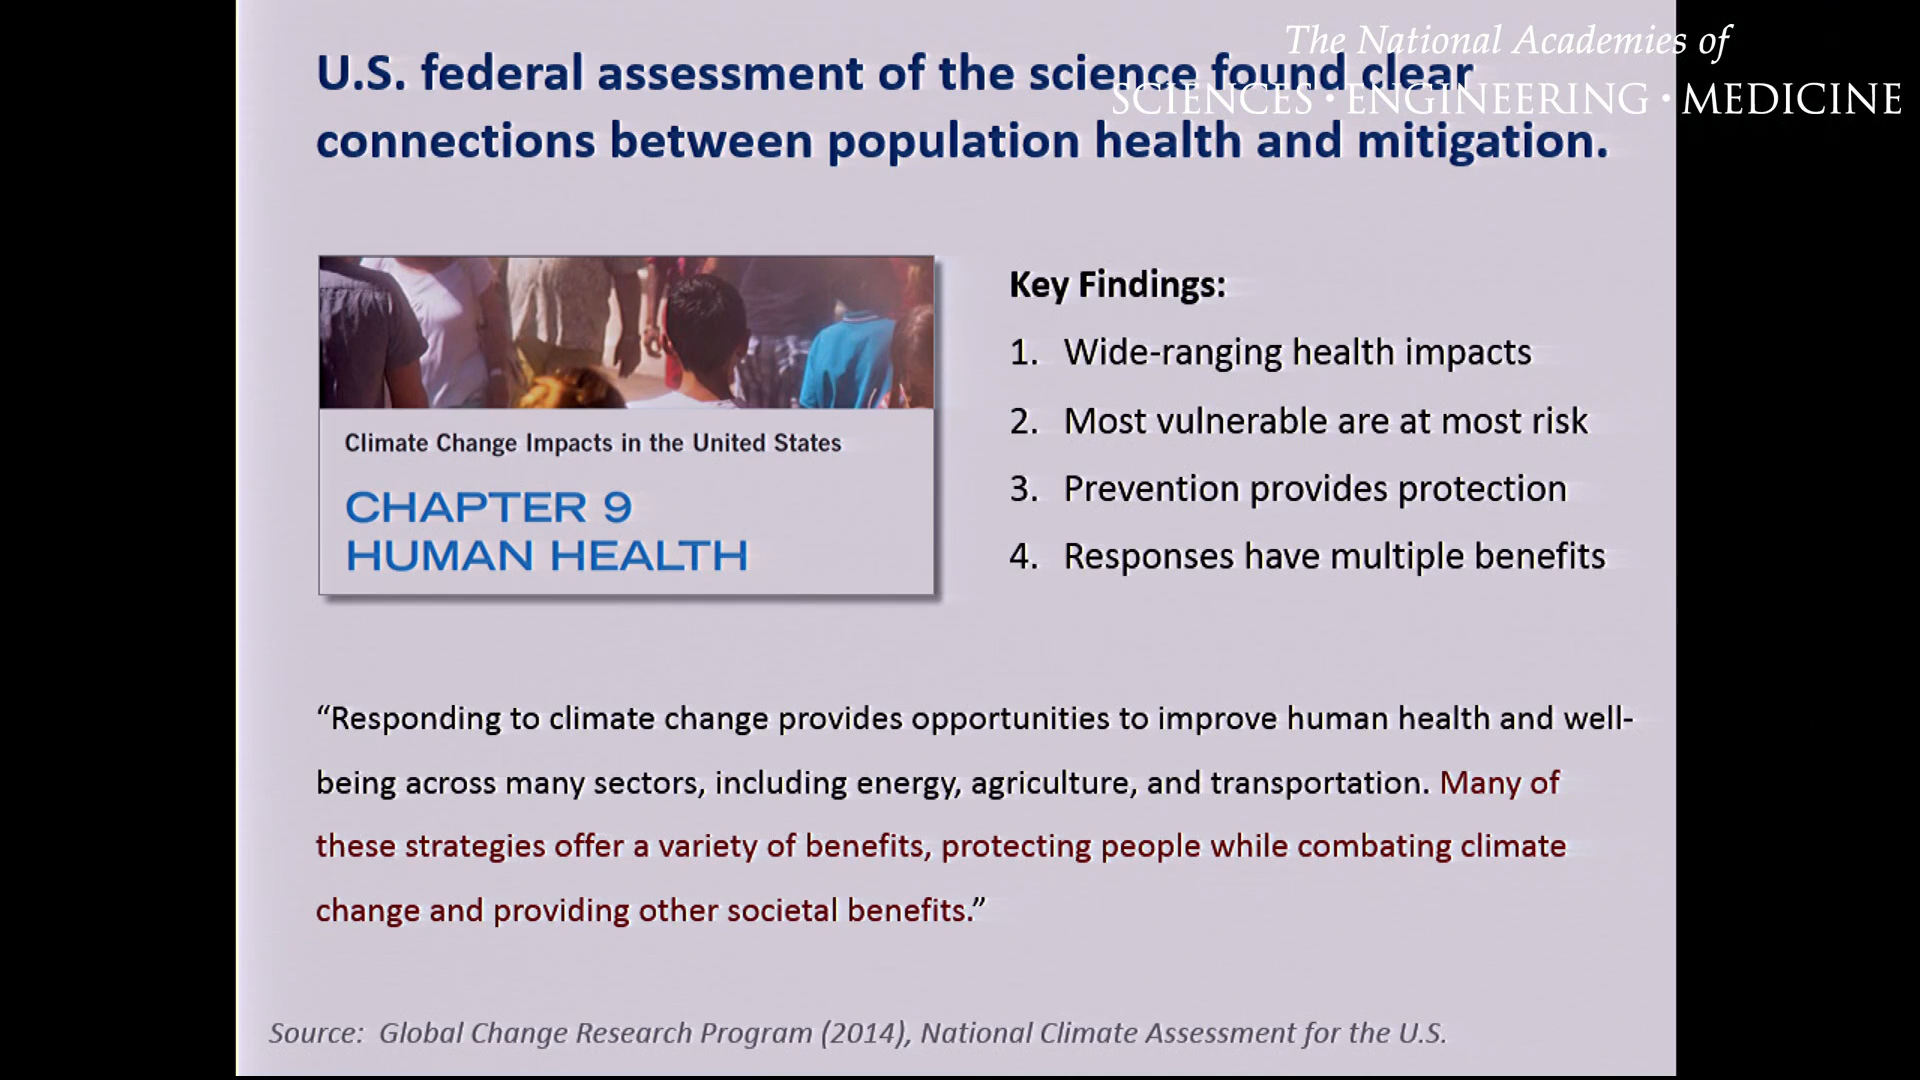 The National Academies of
SCIENCES · ENGINEERING · MEDICINE
U.S. federal assessment of the science found clear
connections between population health and mitigation.
Climate Change Impacts in the United States
CHAPTER 9
HUMAN HEALTH
Key Findings:
1. Wide-ranging health impacts
2. Most vulnerable are at most risk
3. Prevention provides protection
4. Responses have multiple benefits
“Responding to climate change provides opportunities to improve human health and well-
being across many sectors, including energy, agriculture, and transportation. Many of
these strategies offer a variety of benefits, protecting people while combating climate
change and providing other societal benefits.”
Source: Global Change Research Program (2014), National Climate Assessment for the U.S.